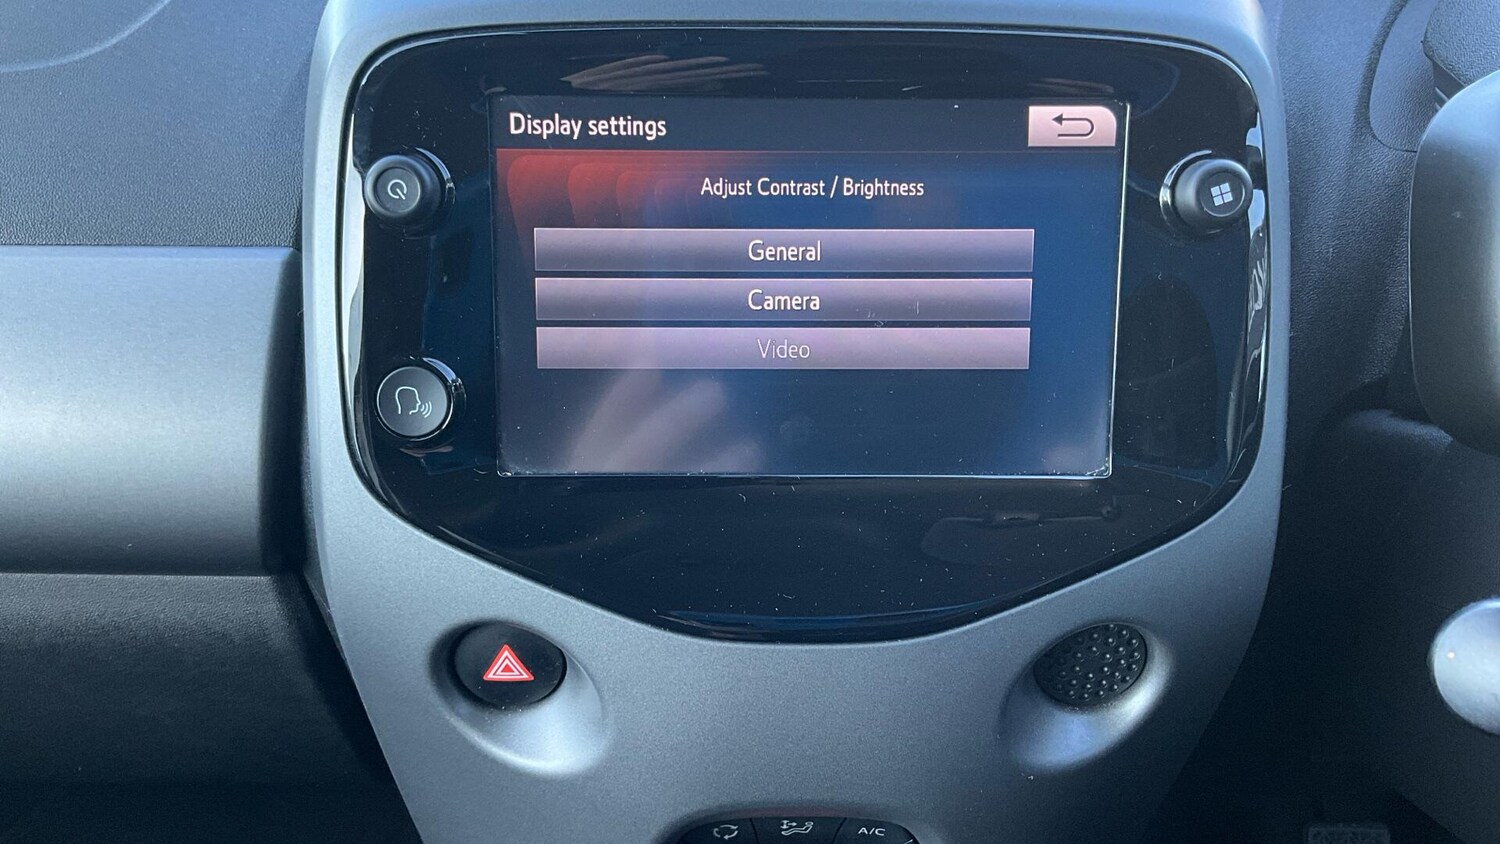 Display settings
Adjust Contrast / Brightness
General
Camera
Video
A/C